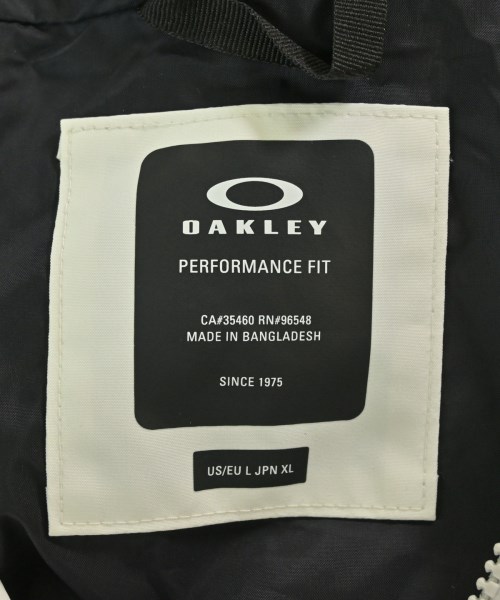 OAKLEY
PERFORMANCE FIT
CA#35460 RN#96548
MADE IN BANGLADESH
SINCE 1975
US/EU L JPN XL